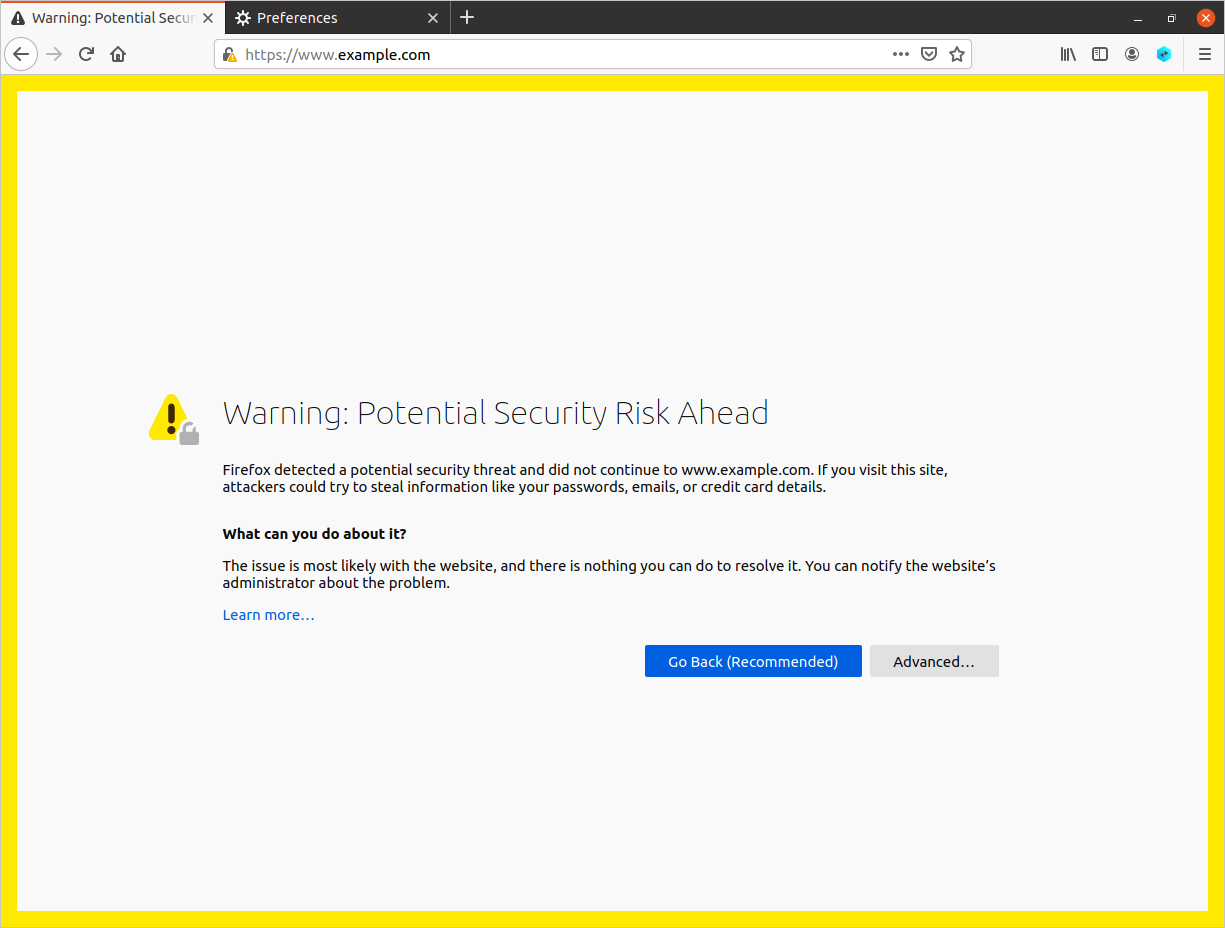 Warning: Potential Secur
Preferences
https://www.example.com
Warning: Potential Security Risk Ahead
Firefox detected a potential security threat and did not continue to www.example.com. If you visit this site,
attackers could try to steal information like your passwords, emails, or credit card details.
What can you do about it?
The issue is most likely with the website, and there is nothing you can do to resolve it. You can notify the website’s
administrator about the problem.
Learn more…
Go Back (Recommended)
Advanced…